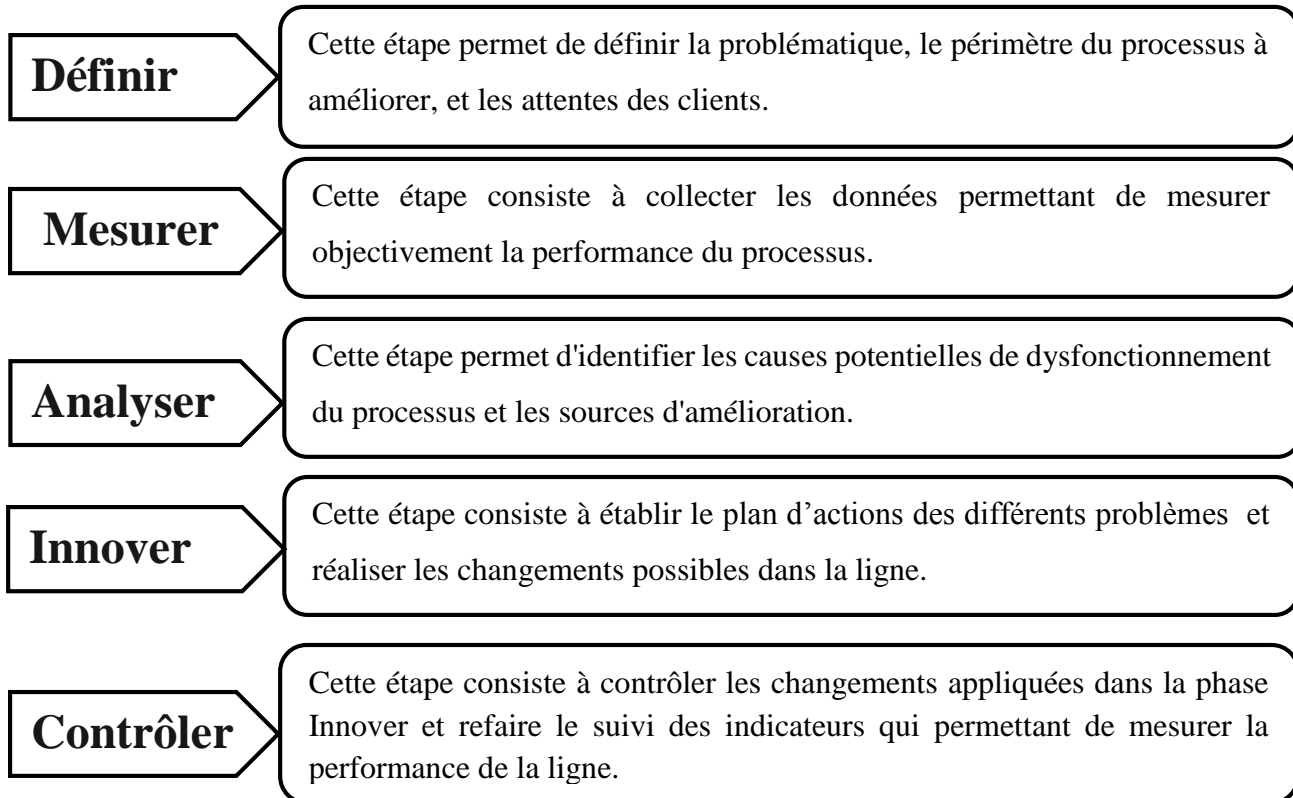 Définir
Cette étape permet de définir la problématique, le périmètre du processus à
améliorer, et les attentes des clients.
Mesurer
Cette étape consiste à collecter les données permettant de mesurer
objectivement la performance du processus.
Analyser
Cette étape permet d'identifier les causes potentielles de dysfonctionnement
du processus et les sources d'amélioration.
Innover
Cette étape consiste à établir le plan d’actions des différents problèmes et
réaliser les changements possibles dans la ligne.
Contrôler
Cette étape consiste à contrôler les changements appliquées dans la phase
Innover et refaire le suivi des indicateurs qui permettant de mesurer la
performance de la ligne.